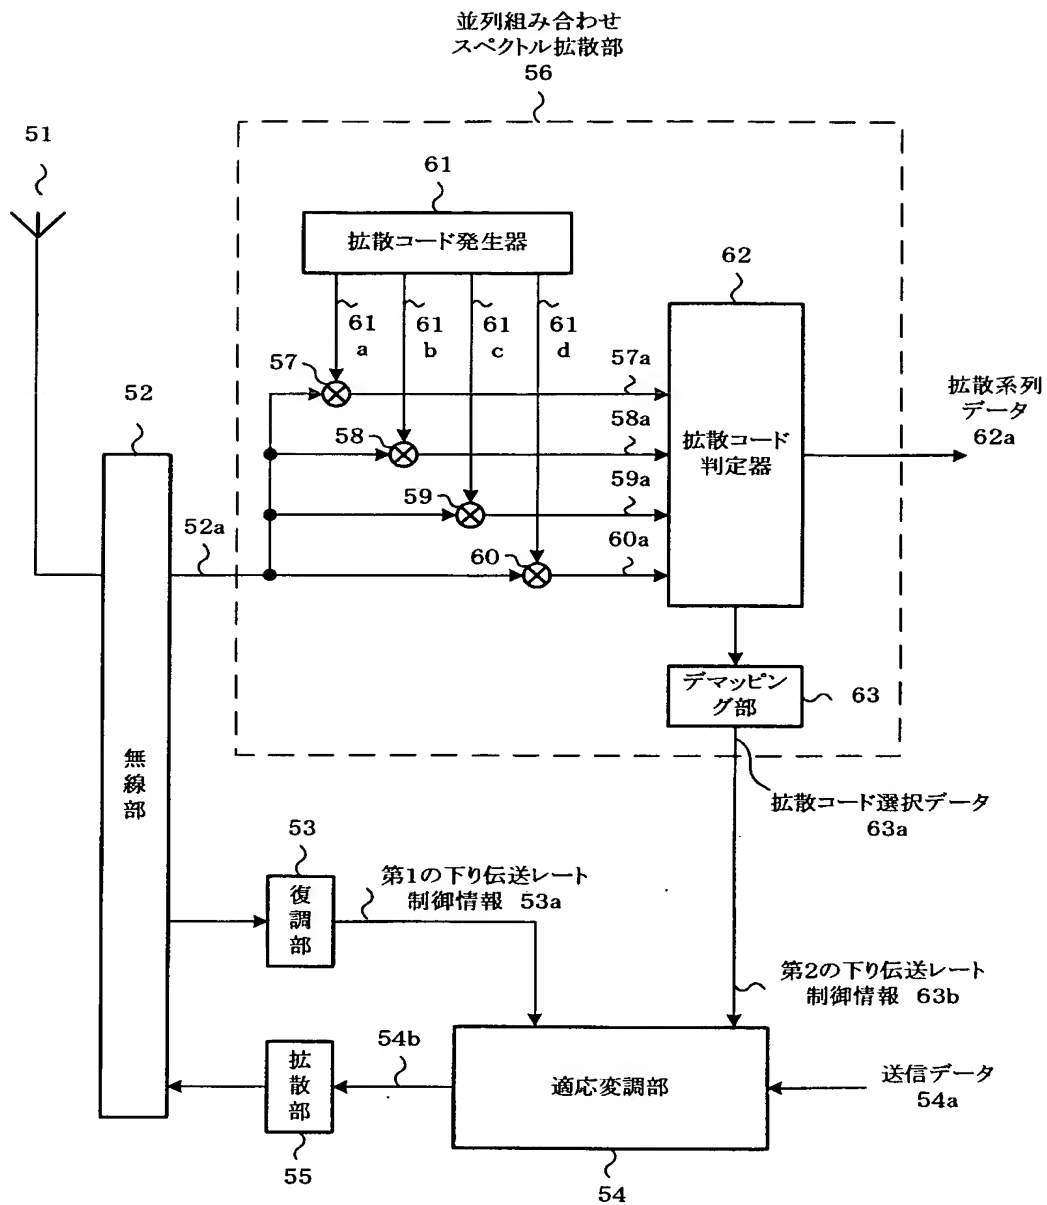 並列組み合わせ
スペクトル拡散部
56
51
61
拡散コード発生器
62
61
a
61
b
61
c
61
d
57
57a
拡散系列
データ
62a
52
58
58a
拡散コード
判定器
59
59a
52a
60
60a
デマッピン
グ部
63
無
線
部
拡散コード選択データ
63a
53
復
調
部
第1の下り伝送レート
制御情報 53a
第2の下り伝送レート
制御情報 63b
54b
拡
散
部
適応変調部
送信データ
54a
55
54